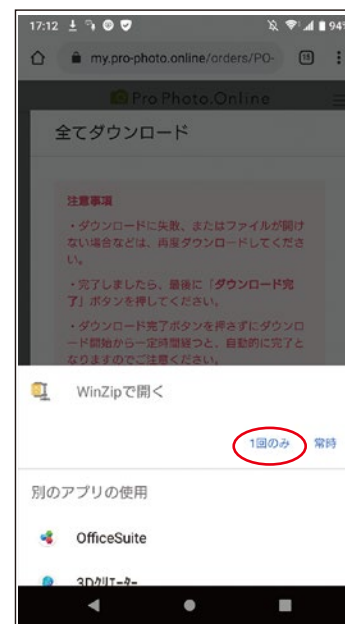 17:12
94%
my.pro-photo.online/orders/PO-
18
Pro Photo.Online
全てダウンロード
注意事項
・ダウンロードに失敗、またはファイルが開け
ない場合などは、再度ダウンロードしてくださ
い。
・完了しましたら、最後に「ダウンロード完
了」ボタンを押してください。
・ダウンロード完了ボタンを押さずにダウンロ
ード開始から一定時間経つと、自動的に完了と
なりますのでご注意ください。
WinZipで開く
1回のみ 常時
別のアプリの使用
OfficeSuite
3Dクリエーター